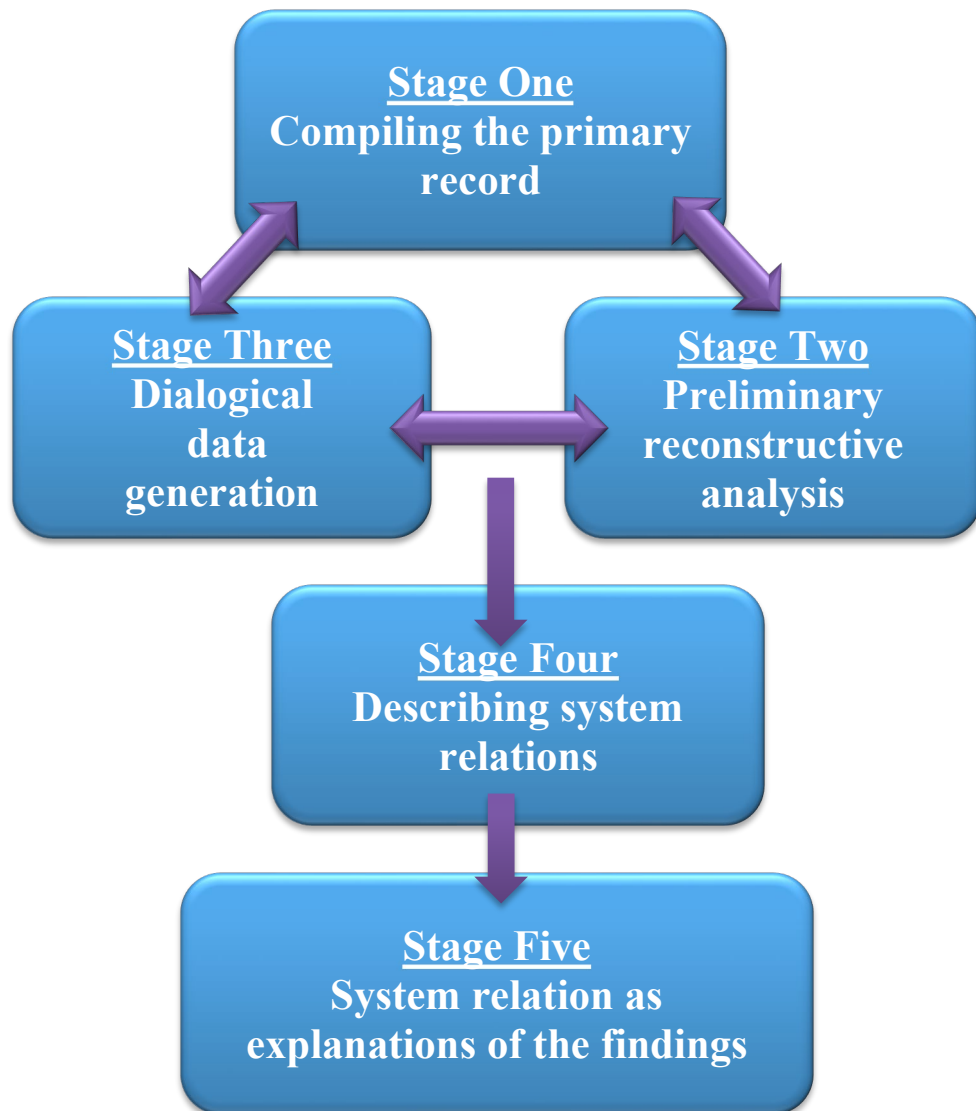 Stage One
Compiling the primary
record
Stage Three
Dialogical
data
generation
Stage Two
Preliminary
reconstructive
analysis
Stage Four
Describing system
relations
Stage Five
System relation as
explanations of the findings